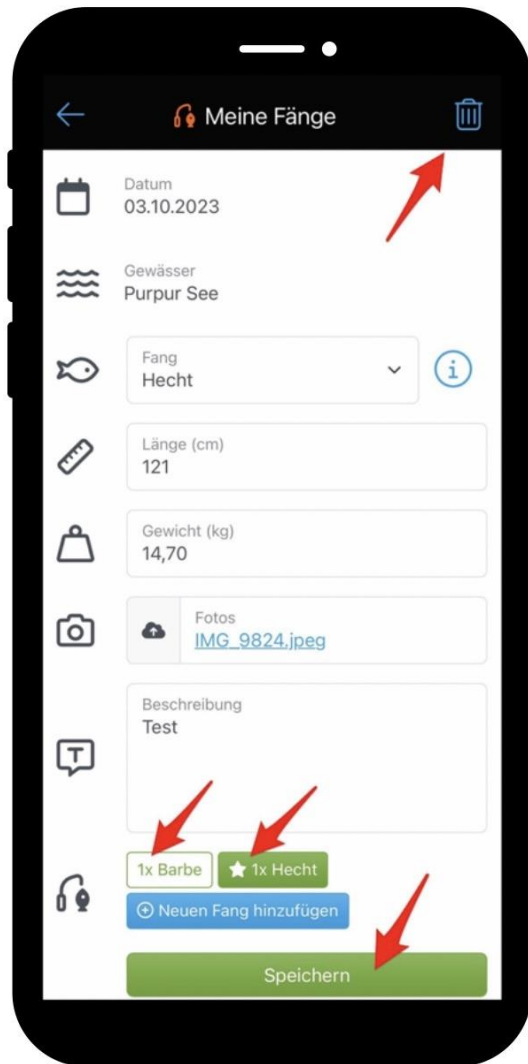 Meine Fänge
Datum
03.10.2023
Gewässer
Purpur See
Fang
Hecht
i
Länge (cm)
121
Gewicht (kg)
14,70
Fotos
IMG_9824.jpeg
Beschreibung
Test
T
1x Barbe
1x Hecht
Neuen Fang hinzufügen
Speichern